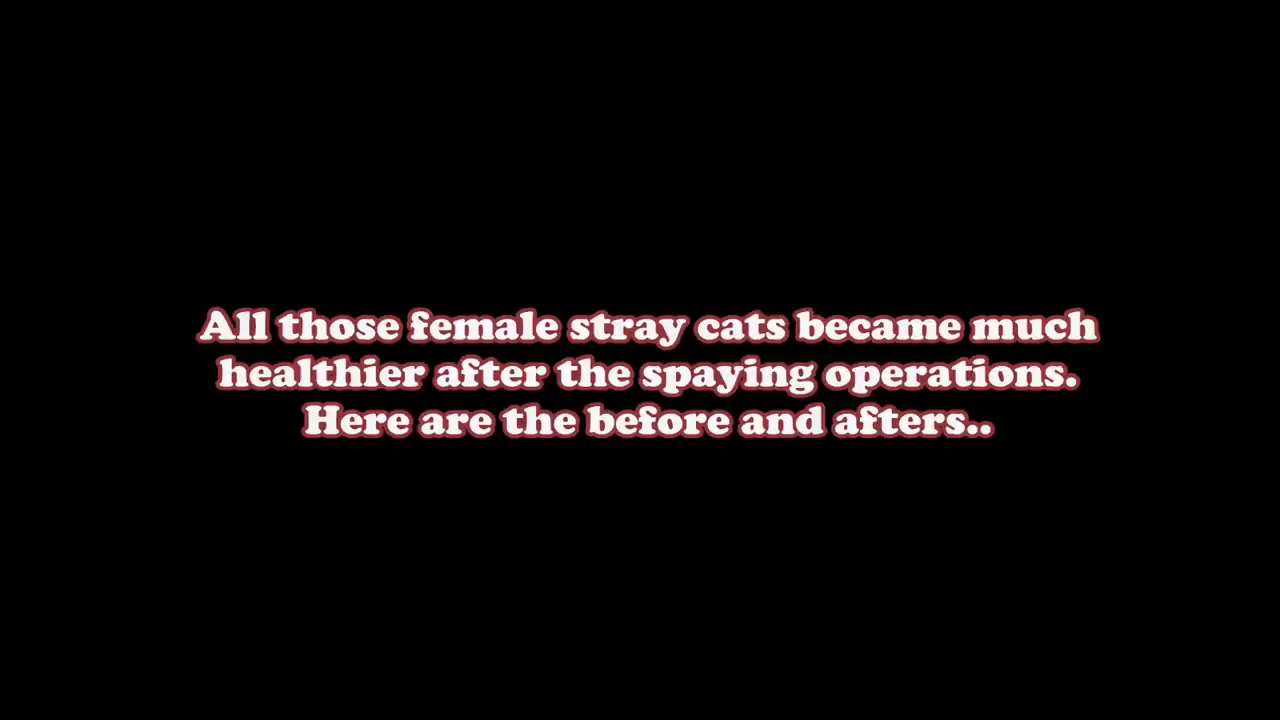 All those female stray cats became much
healthier after the spaying operations.
Here are the before and afters..